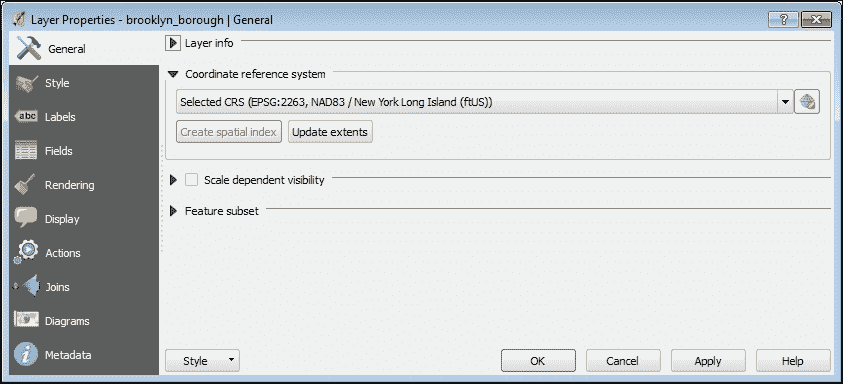 Layer Properties - brooklyn_borough | General
General
Style
abc Labels
Fields
Rendering
Display
Actions
Joins
Diagrams
Metadata
Layer info
Coordinate reference system
Selected CRS (EPSG:2263, NAD83 / New York Long Island (ftUS))
Create spatial index Update extents
Scale dependent visibility
Feature subset
Style OK Cancel Apply Help